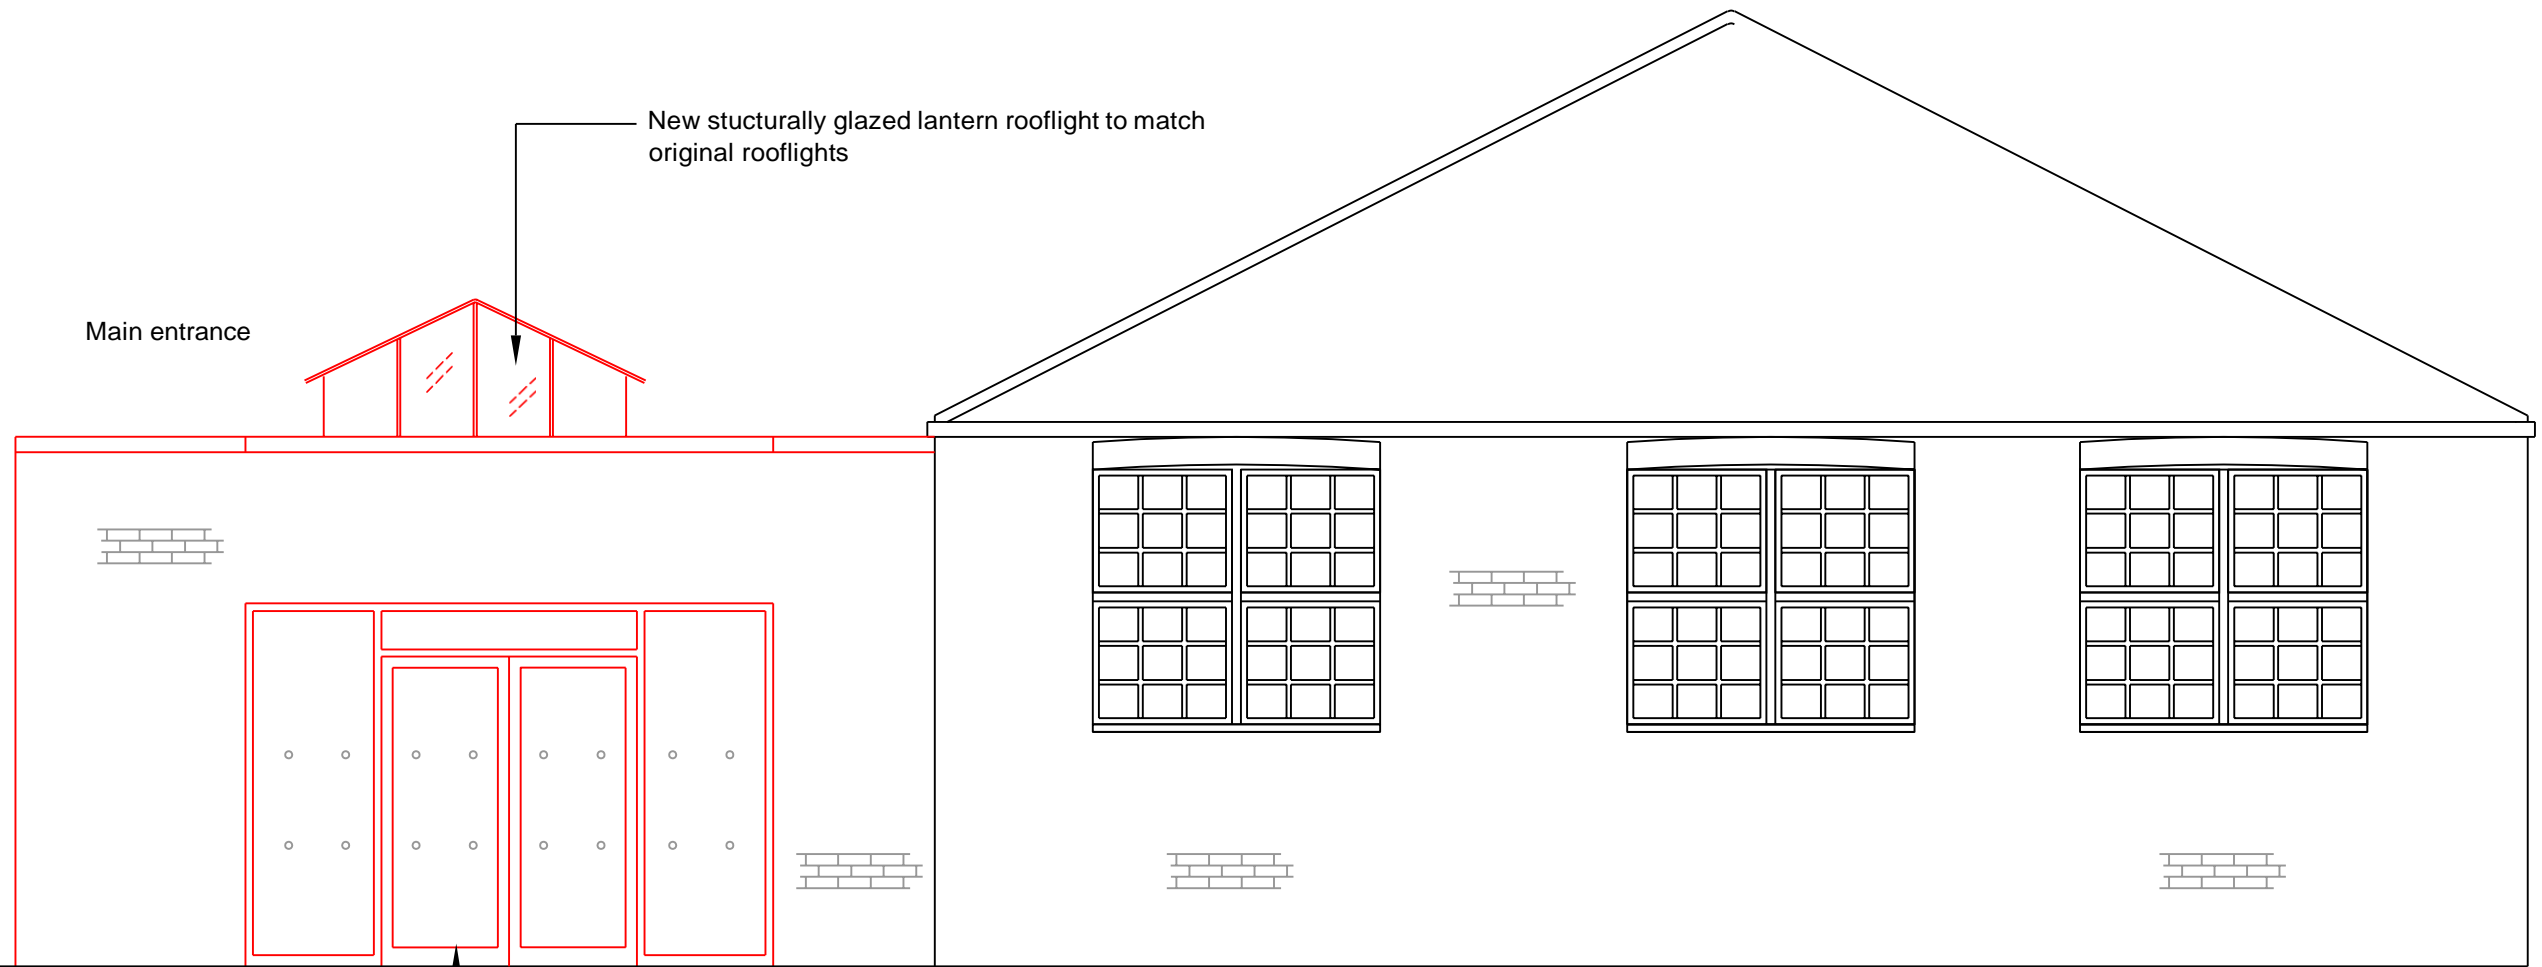 New stucturally glazed lantern rooflight to match
original rooflights
Main entrance